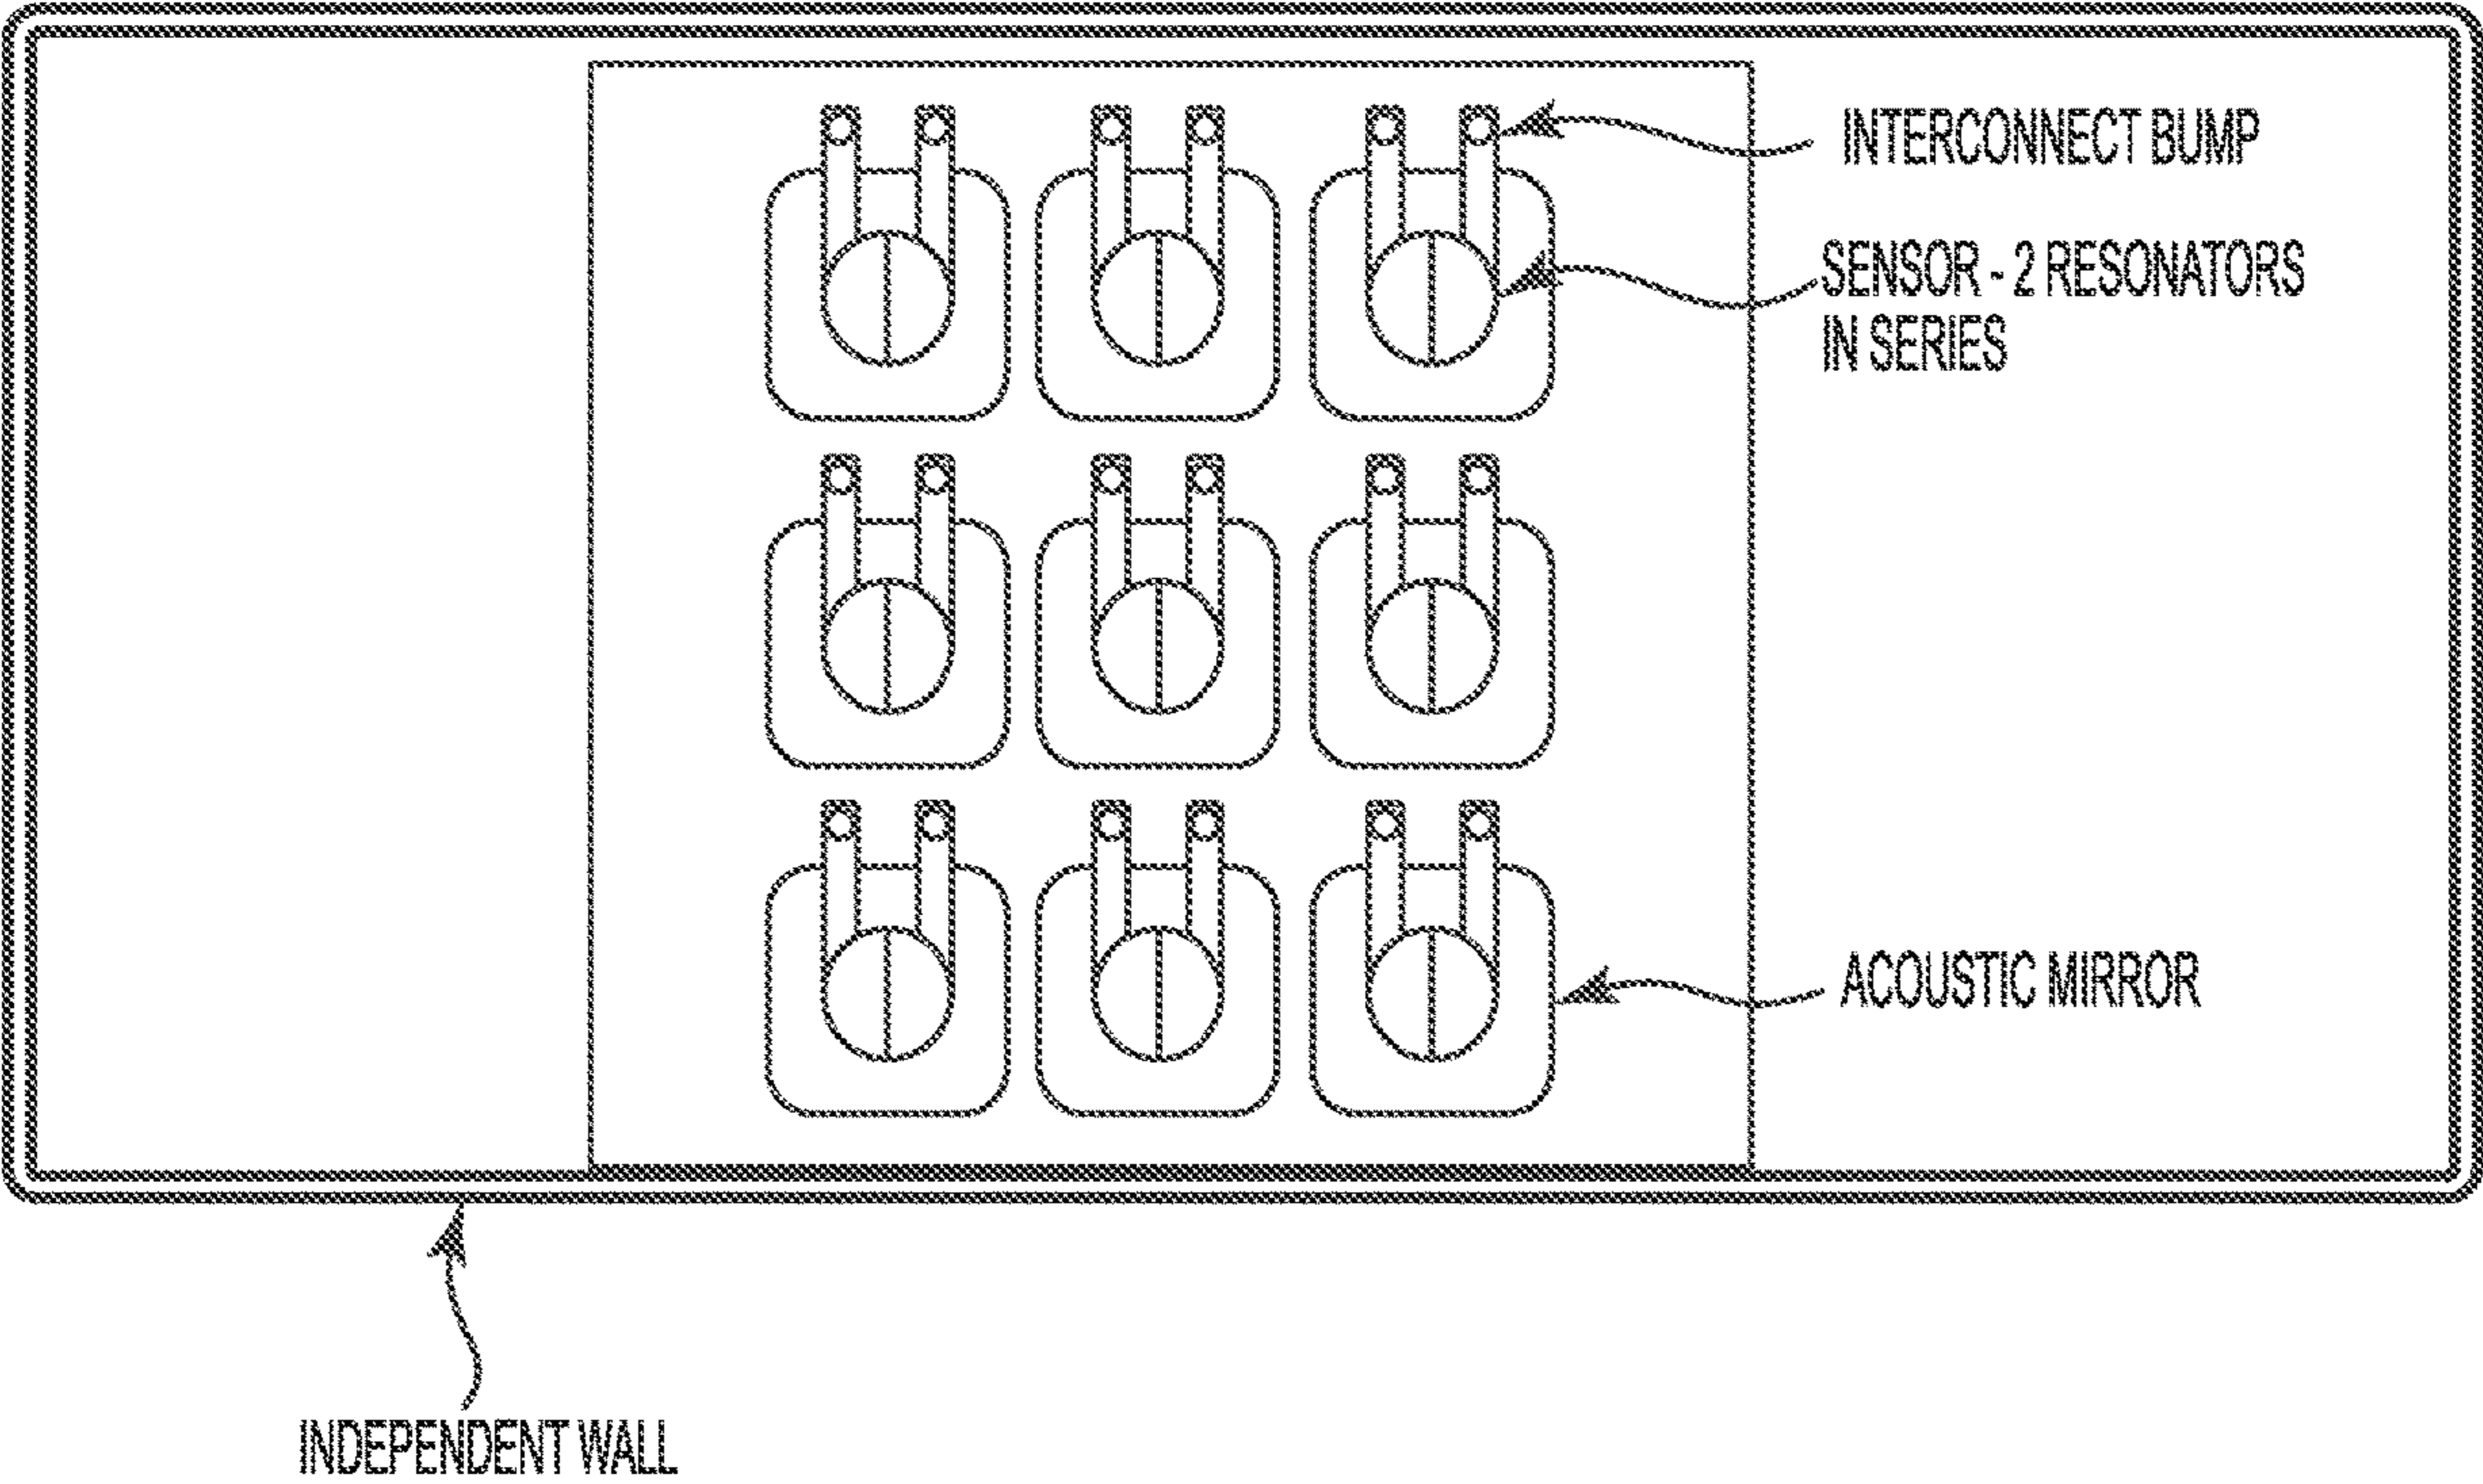 INTERCONNECT BUMP
SENSOR - 2 RESONATORS
IN SERIES
ACOUSTIC MIRROR
INDEPENDENT WALL